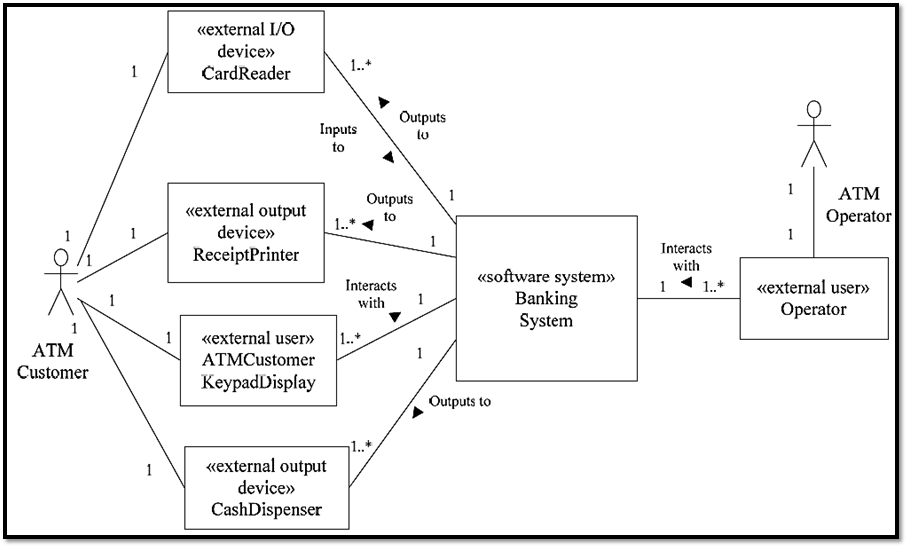 «external I/O
device»
CardReader
1
1..*
Outputs
to
Inputs
to
1
«external output
device»
ReceiptPrinter
Outputs
to
1..*
1
1
1
1
ATM
Customer
1
1
1
«external user»
ATMCustomer
KeypadDisplay
Interacts
with
1
1..*
«external output
device»
CashDispenser
1
1..*
1
Outputs to
«software system»
Banking
System
Interacts
with
1
1..*
«external user»
Operator
1
1
ATM
Operator